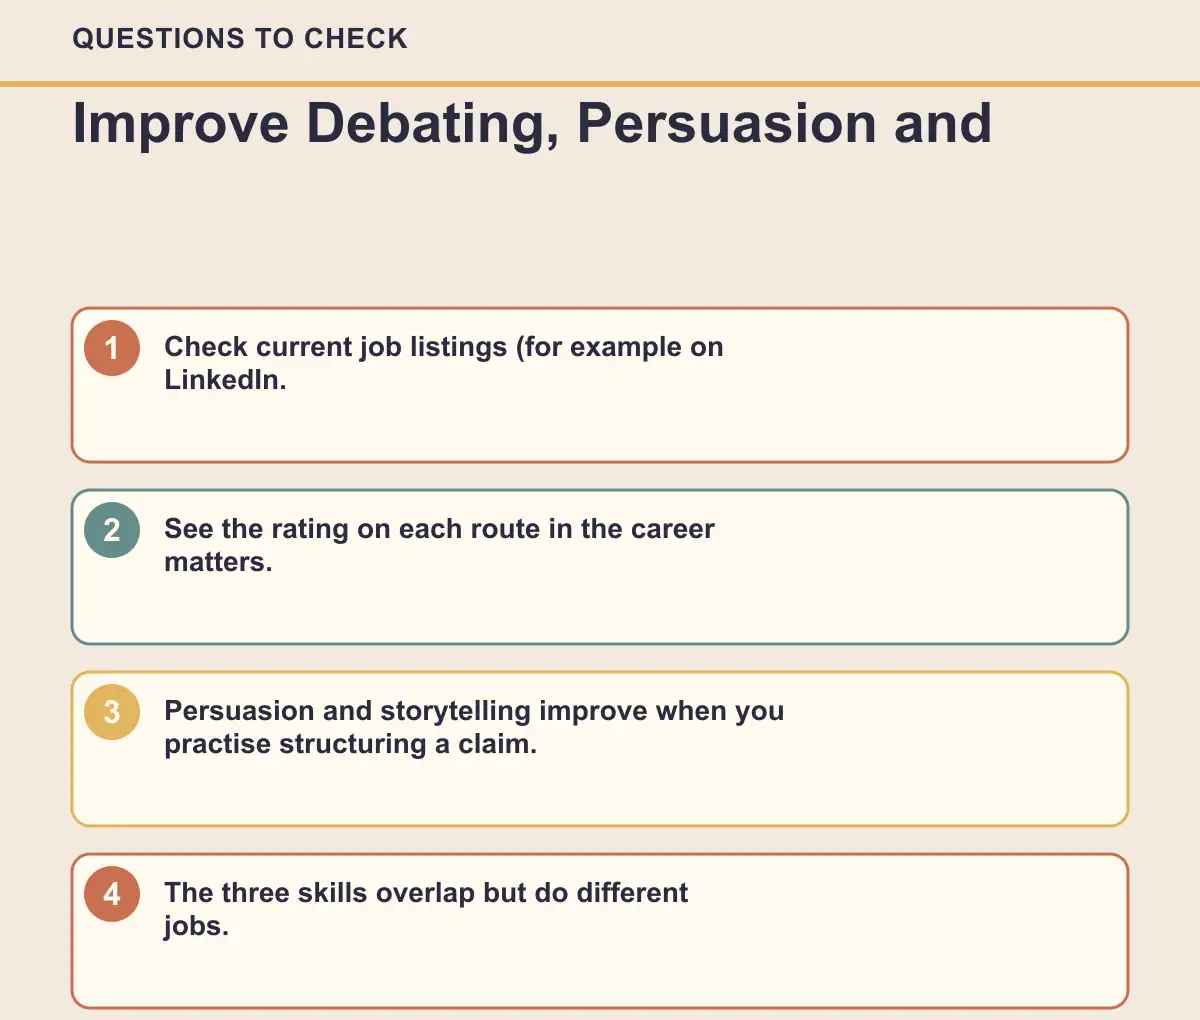 QUESTIONS TO CHECK
Improve Debating, Persuasion and
1
Check current job listings (for example on
LinkedIn.
2
See the rating on each route in the career
matters.
3
Persuasion and storytelling improve when you
practise structuring a claim.
4
The three skills overlap but do different
jobs.